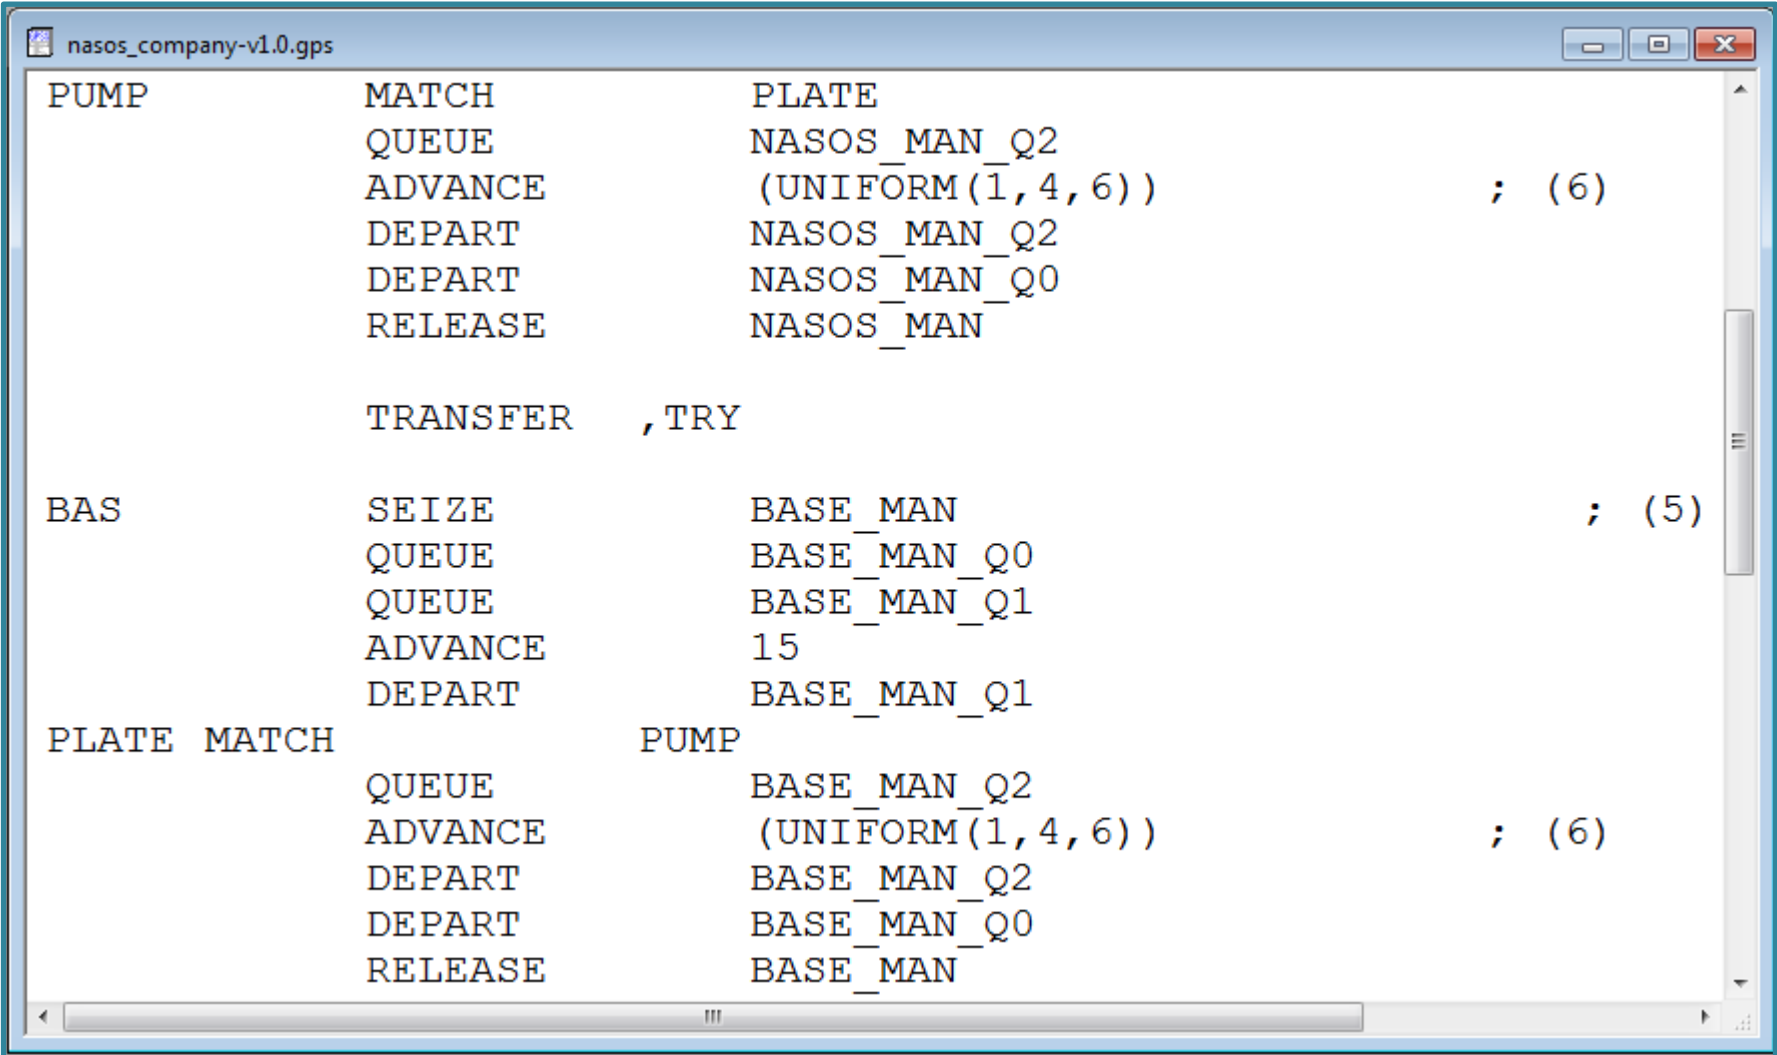 nasos_company-v1.0.gps
PUMP MATCH PLATE
QUEUE NASOS_MAN_Q2
ADVANCE (UNIFORM(1,4,6)) ; (6)
DEPART NASOS_MAN_Q2
DEPART NASOS_MAN_Q0
RELEASE NASOS_MAN
TRANSFER ,TRY
BAS SEIZE BASE_MAN ; (5)
QUEUE BASE_MAN_Q0
QUEUE BASE_MAN_Q1
ADVANCE 15
DEPART BASE_MAN_Q1
PLATE MATCH PUMP
QUEUE BASE_MAN_Q2
ADVANCE (UNIFORM(1,4,6)) ; (6)
DEPART BASE_MAN_Q2
DEPART BASE_MAN_Q0
RELEASE BASE_MAN